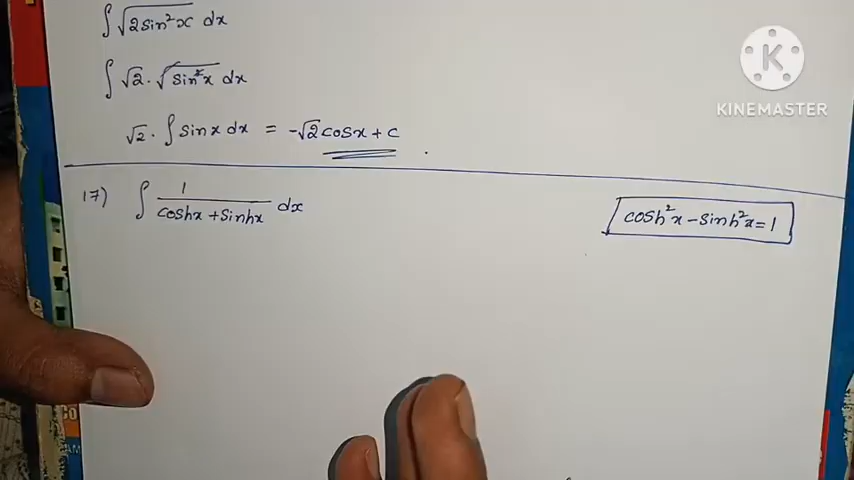 ∫ √(2sin²x) dx
∫ √2 · √(sin²x) dx
√2 · ∫ sinx dx = -√2 cosx + c .
17) ∫ 1/(coshx + sinhx) dx
cosh²x - sinh²x = 1
K
KINEMASTER